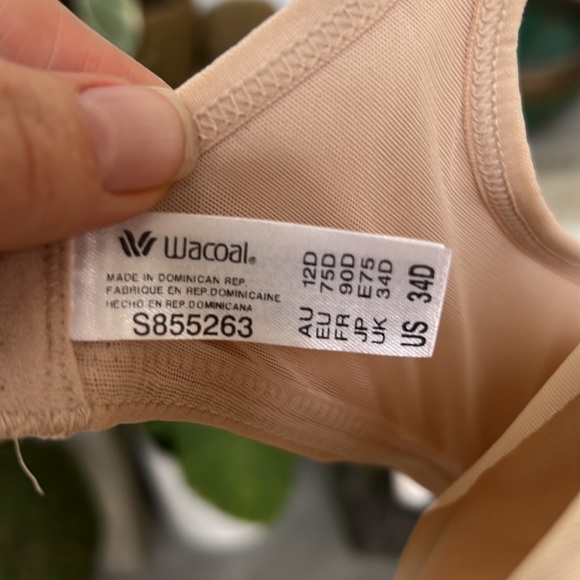 Wacoal®
MADE IN DOMINICAN REP.
FABRIQUE EN REP.DOMINICAINE
HECHO EN REP.DOMINICANA
S855263
AU 12D
EU 75D
FR 90D
JP E75
UK 34D
US 34D